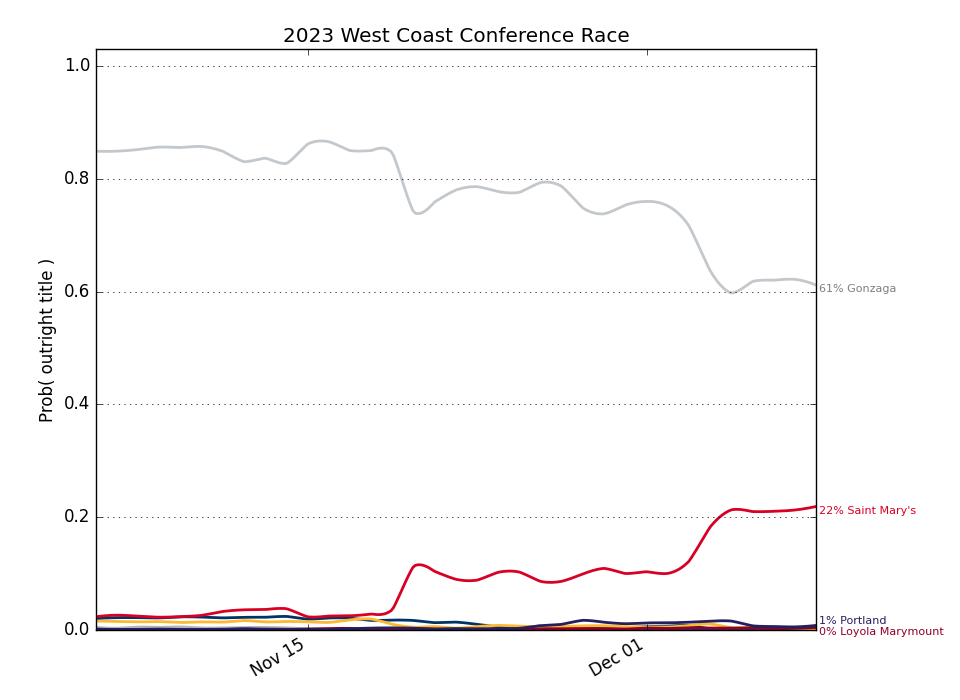 2023 West Coast Conference Race
1.0
0.8
0.6
0.4
0.2
0.0
Prob( outright title )
Nov 15
Dec 01
61% Gonzaga
22% Saint Mary's
1% Portland
0% Loyola Marymount